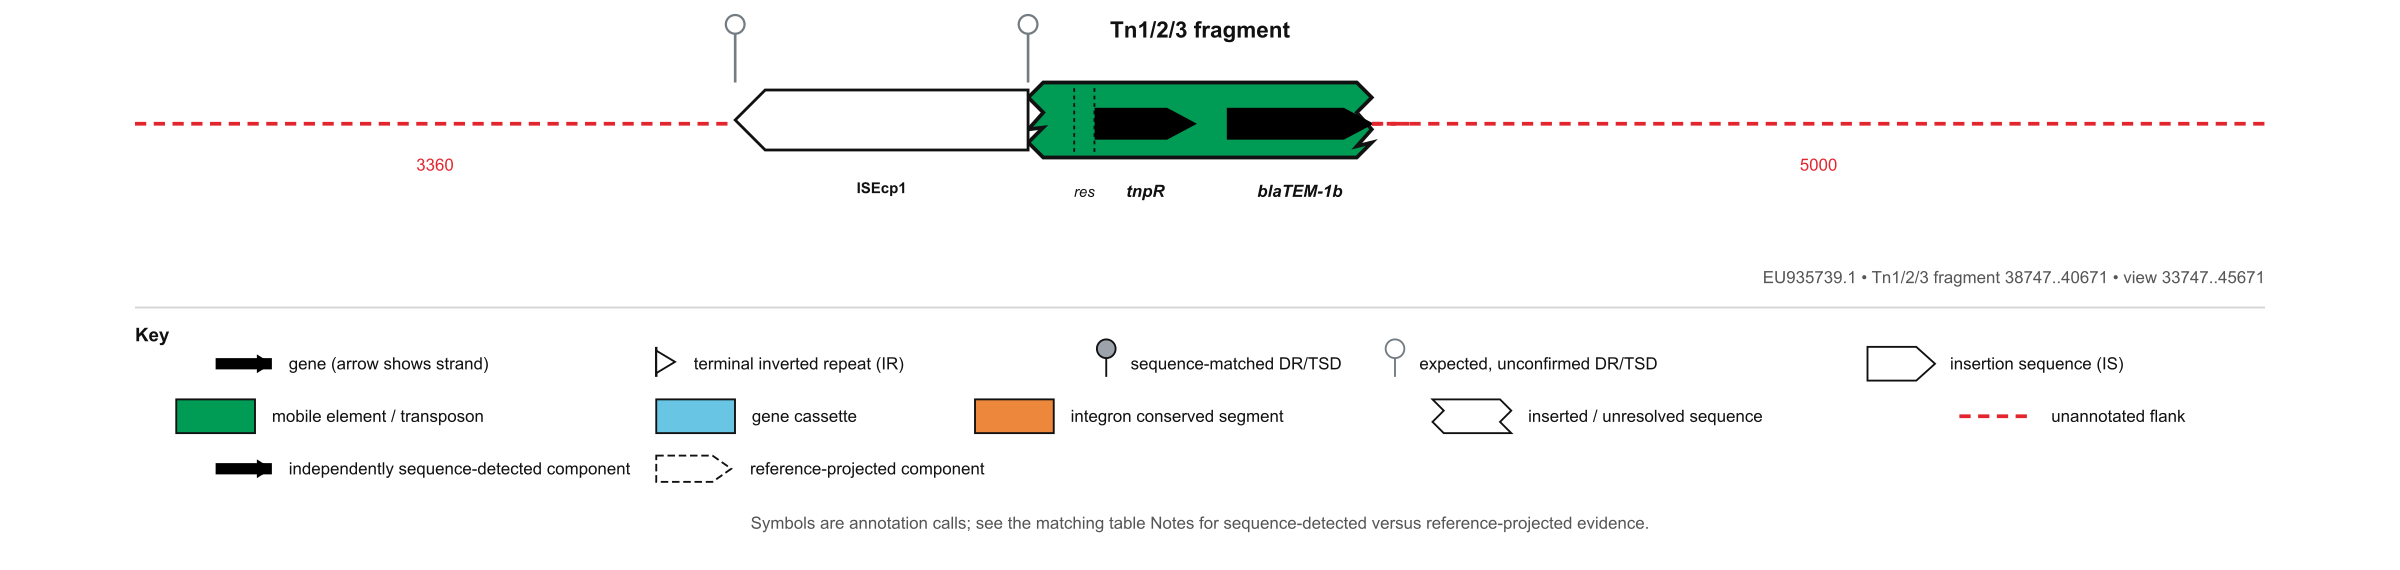 Tn1/2/3 fragment
3360
5000
ISEcp1
res
tnpR
blaTEM-1b
EU935739.1 • Tn1/2/3 fragment 38747..40671 • view 33747..45671
Key
gene (arrow shows strand)
terminal inverted repeat (IR)
sequence-matched DR/TSD
expected, unconfirmed DR/TSD
insertion sequence (IS)
mobile element / transposon
gene cassette
integron conserved segment
inserted / unresolved sequence
unannotated flank
independently sequence-detected component
reference-projected component
Symbols are annotation calls; see the matching table Notes for sequence-detected versus reference-projected evidence.